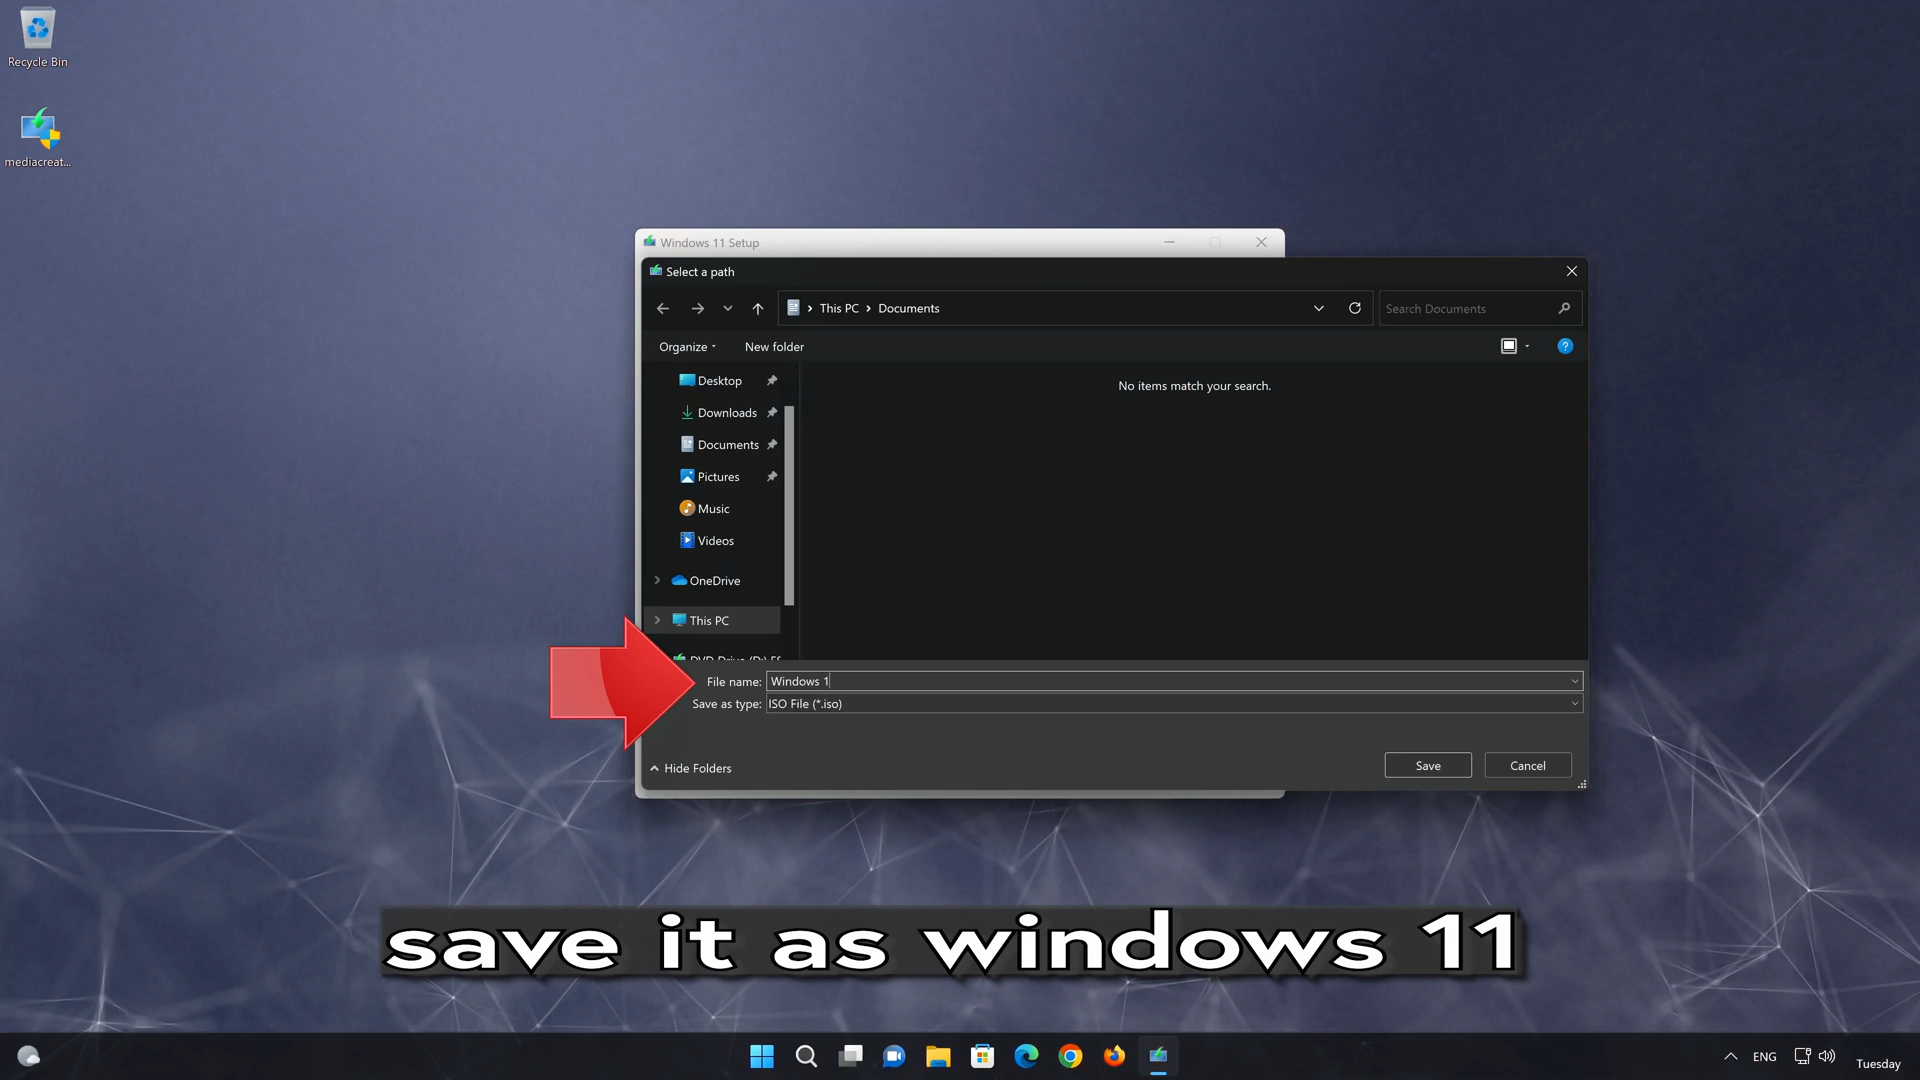 Recycle Bin
mediacreat...
Windows 11 Setup
Select a path
This PC
Documents
Search Documents
Organize
New folder
No items match your search.
Desktop
Downloads
Documents
Pictures
Music
Videos
OneDrive
This PC
File name:
Windows 1
Save as type:
ISO File (*.iso)
Hide Folders
Save
Cancel
save it as windows 11
ENG
Tuesday